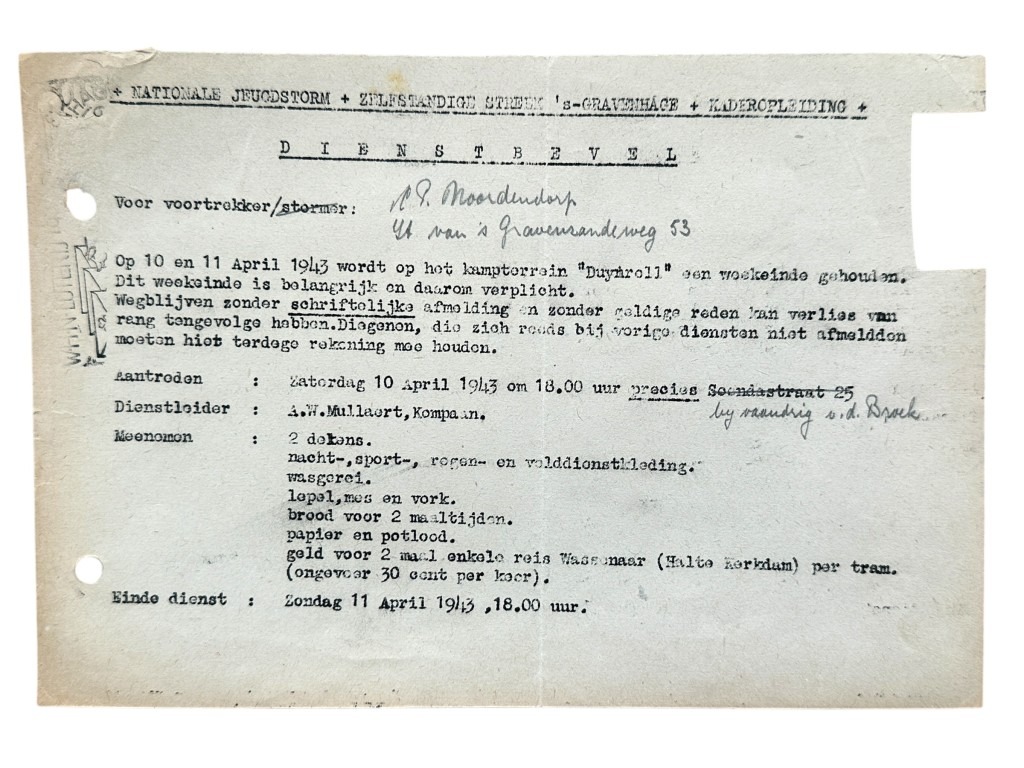 + NATIONALE JEUGDSTORM + ZELFSTANDIGE STREEK 's-GRAVENHAGE + KADEROPLEIDING +
D I E N S T B E V E L
Voor voortrekker/stormer: P. Noordendorp
van 's Gravenzandeweg 53
Op 10 en 11 April 1943 wordt op het kampterrein "Duynrell" een weekeinde gehouden.
Dit weekeinde is belangrijk en daarom verplicht.
Wegblijven zonder schriftelijke afmelding en zonder geldige reden kan verlies van
rang tengevolge hebben.Diegenen, die zich reeds bij vorige diensten niet afmeldden
moeten hiet terdege rekening mee houden.
Aantreden : Zaterdag 10 April 1943 om 18.00 uur precies Soendastraat 25
by vaandrig v.d. Broek
Dienstleider : A.W.Mullaert,Kompaan.
Meenemen : 2 dekens.
nacht-,sport-, regen- en velddienstkleding.
wasgerei.
lepel,mes en vork.
brood voor 2 maaltijden.
papier en potlood.
geld voor 2 maal enkele reis Wassenaar (Halte Kerkdam) per tram.
(ongeveer 30 cent per keer).
Einde dienst : Zondag 11 April 1943 ,18.00 uur.